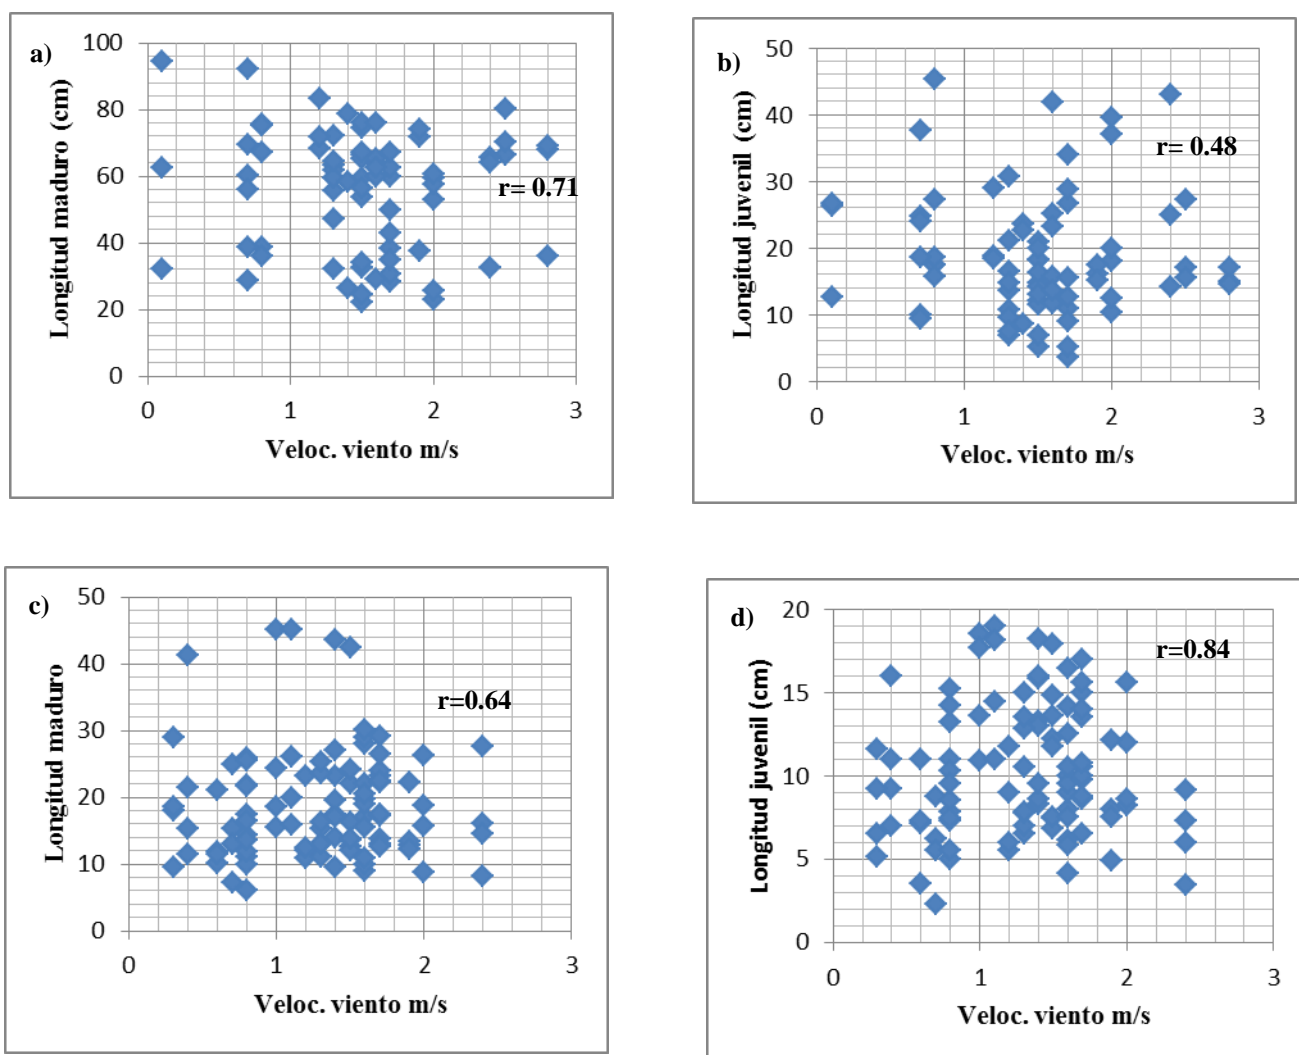 a)
100
80
60
40
20
0
0 1 2 3
Longitud maduro (cm)
Veloc. viento m/s
r= 0.71
b)
50
40
30
20
10
0
0 1 2 3
Longitud juvenil (cm)
Veloc. viento m/s
r= 0.48
c)
50
40
30
20
10
0
0 1 2 3
Longitud maduro
Veloc. viento m/s
r=0.64
d)
20
15
10
5
0
0 1 2 3
Longitud juvenil (cm)
Veloc. viento m/s
r=0.84